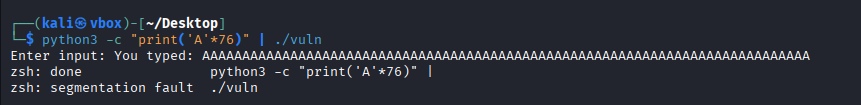 ┌──(kali㉿vbox)-[~/Desktop]
└─$ python3 -c "print('A'*76)" | ./vuln
Enter input: You typed: AAAAAAAAAAAAAAAAAAAAAAAAAAAAAAAAAAAAAAAAAAAAAAAAAAAAAAAAAAAAAAAAAAAAAAAAAAAA
zsh: done                python3 -c "print('A'*76)" |
zsh: segmentation fault  ./vuln